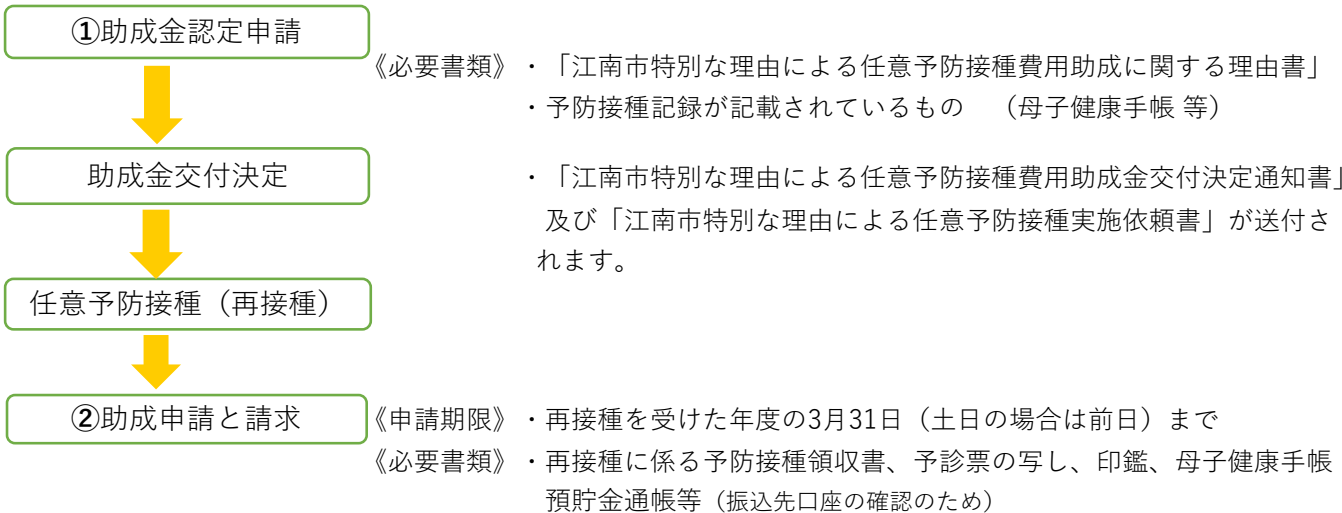 ①助成金認定申請
《必要書類》・「江南市特別な理由による任意予防接種費用助成に関する理由書」
・予防接種記録が記載されているもの　（母子健康手帳 等）
助成金交付決定
・「江南市特別な理由による任意予防接種費用助成金交付決定通知書」
及び「江南市特別な理由による任意予防接種実施依頼書」が送付さ
れます。
任意予防接種（再接種）
②助成申請と請求
《申請期限》・再接種を受けた年度の3月31日（土日の場合は前日）まで
《必要書類》・再接種に係る予防接種領収書、予診票の写し、印鑑、母子健康手帳
預貯金通帳等（振込先口座の確認のため）